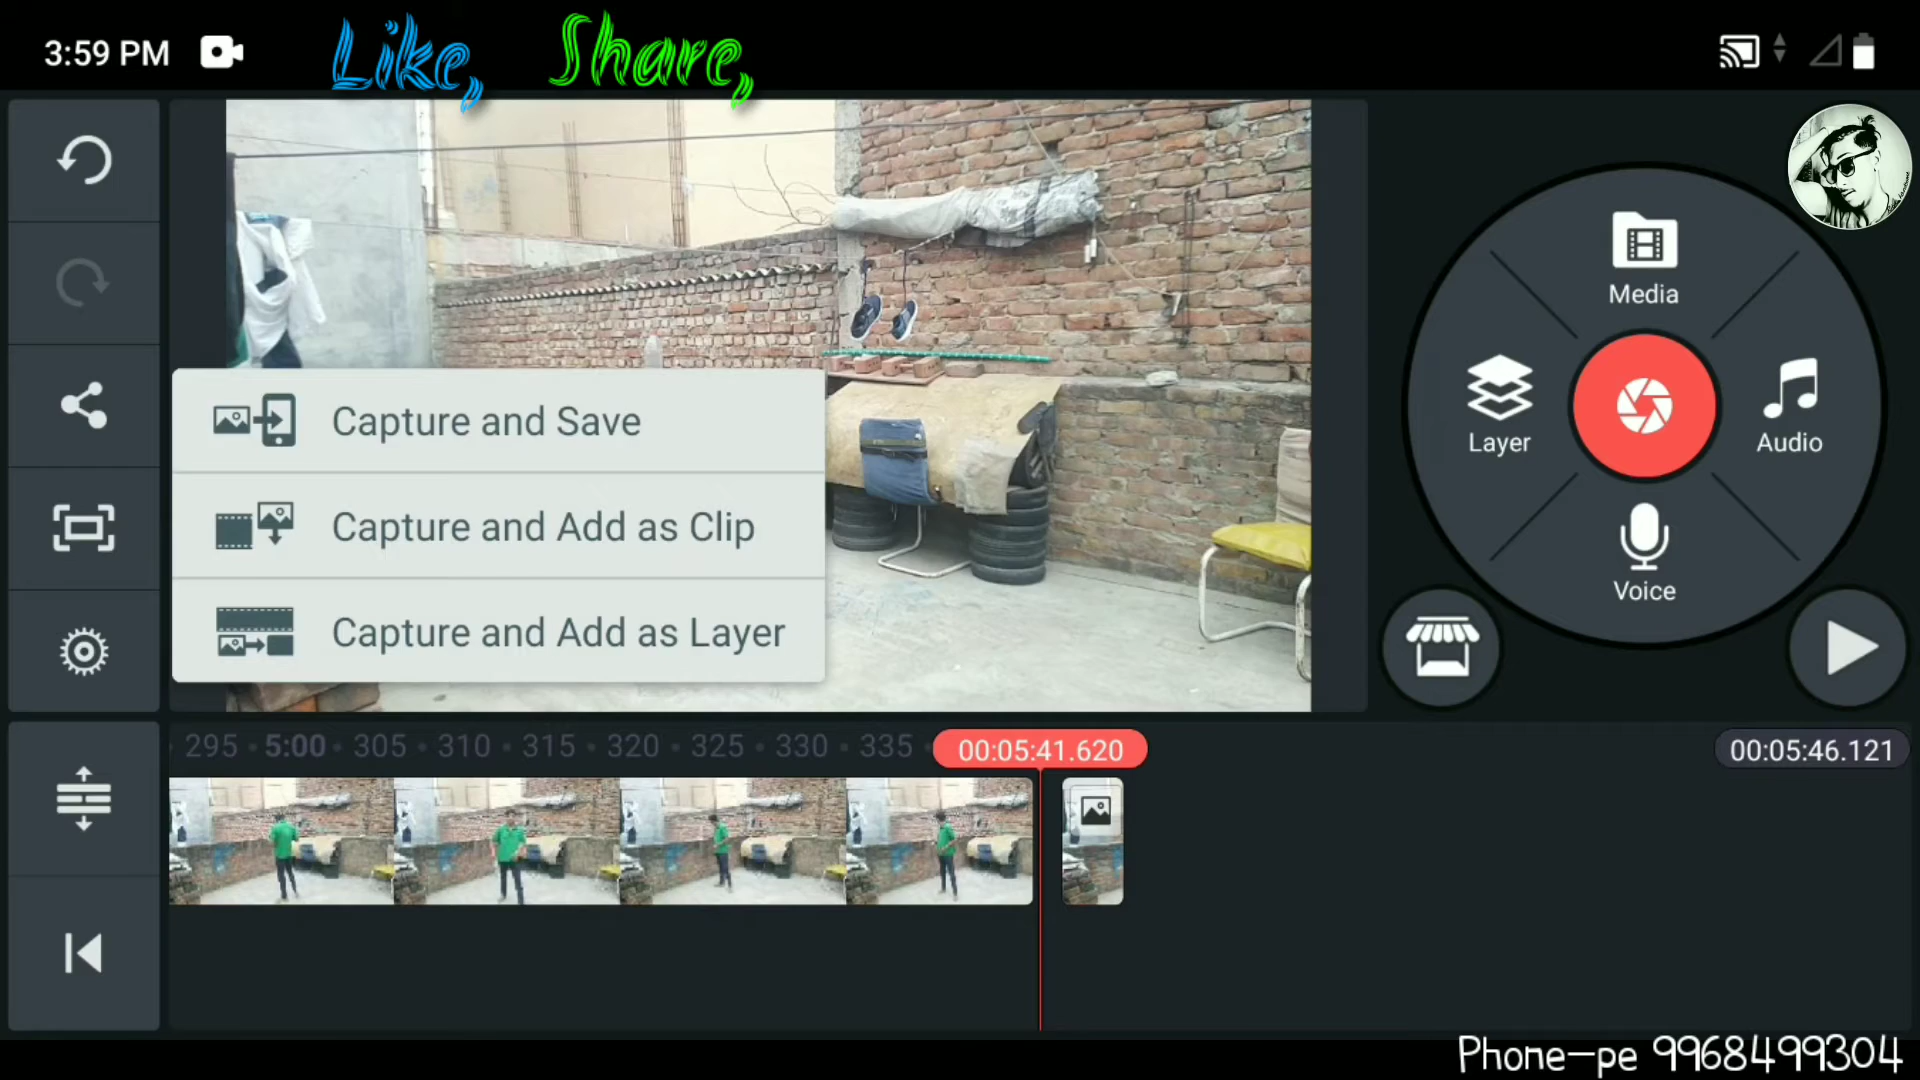 3:59 PM
Like, Share,
Media
Layer
Audio
Voice
Capture and Save
Capture and Add as Clip
Capture and Add as Layer
295 5:00 305 310 315 320 325 330 335
00:05:41.620
00:05:46.121
Phone-pe 9968499304